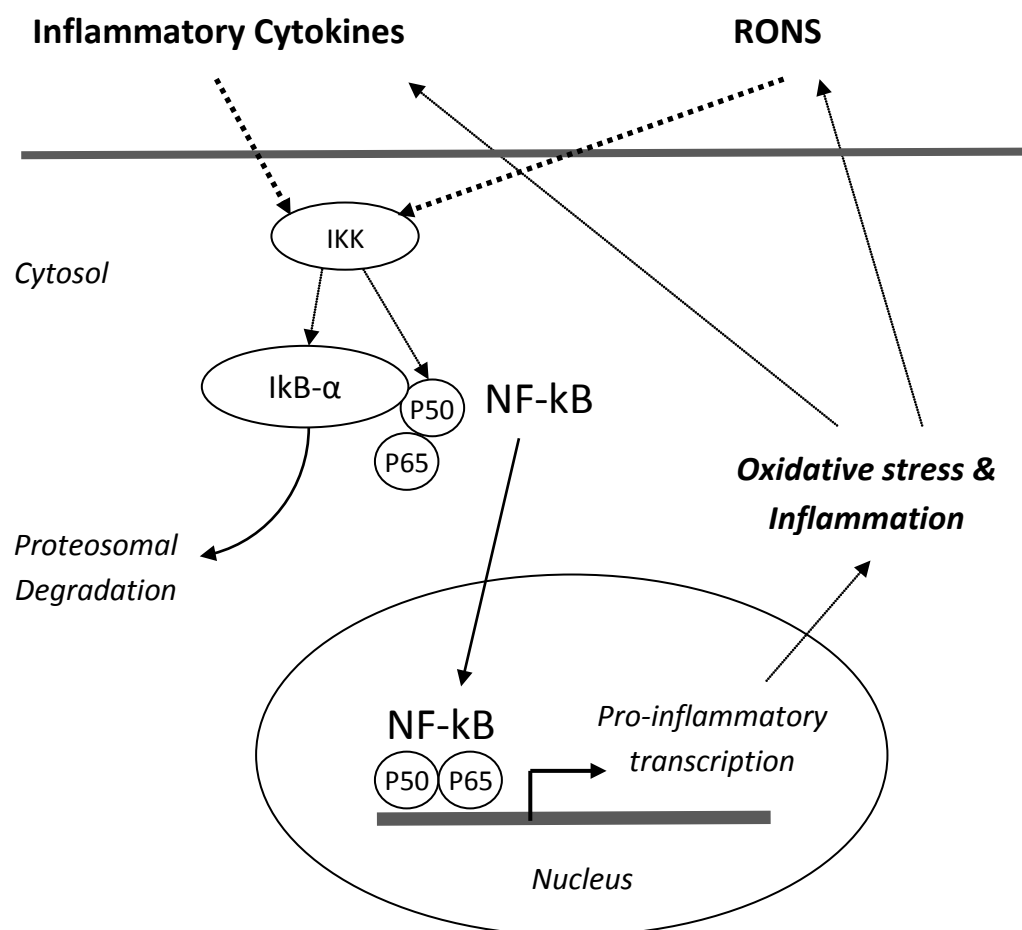 Inflammatory Cytokines
RONS
IKK
Cytosol
IkB-α
P50
NF-kB
P65
Oxidative stress &
Inflammation
Proteosomal
Degradation
NF-kB
P50
P65
Pro-inflammatory
transcription
Nucleus